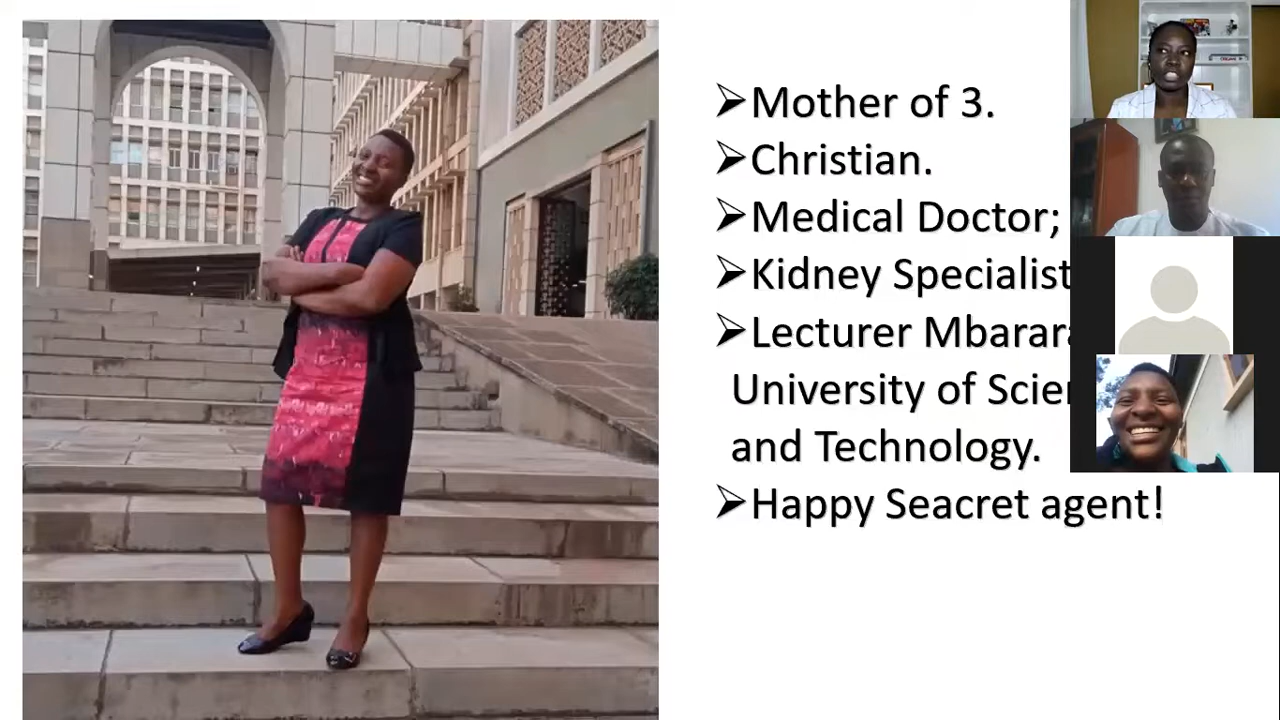 Mother of 3.
Christian.
Medical Doctor;
Kidney Specialist
Lecturer
University of
and Technology.
Happy Seacret agent!